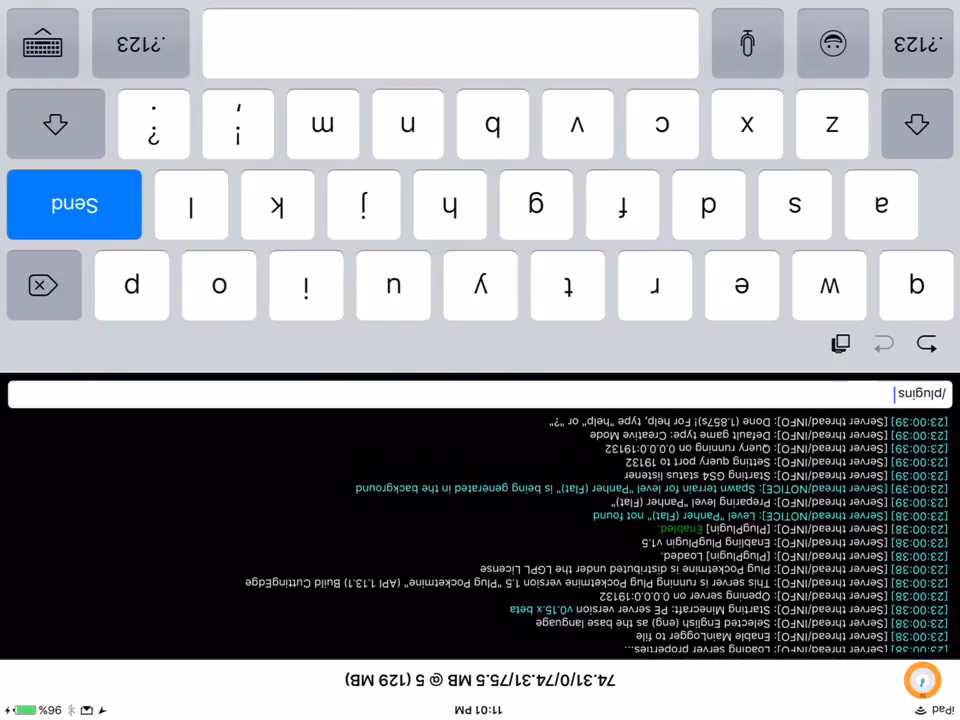 iPad
11:01 PM
96%
74.31/0/74.31/75.5 MB @ 5 (129 MB)
[23:00:38] [Server thread/INFO]: Loading server properties...
[23:00:38] [Server thread/INFO]: Enable MainLogger to file
[23:00:38] [Server thread/INFO]: Selected English (eng) as the base language
[23:00:38] [Server thread/INFO]: Starting Minecraft: PE server version v0.15.x beta
[23:00:38] [Server thread/INFO]: Opening server on 0.0.0.0:19132
[23:00:38] [Server thread/INFO]: This server is running Plug Pocketmine version 1.5 "Plug Pocketmine" (API 1.13.1) Build CuttingEdge
[23:00:38] [Server thread/INFO]: Plug Pocketmine is distributed under the LGPL License
[23:00:38] [Server thread/INFO]: [PlugPlugin] Loaded.
[23:00:38] [Server thread/INFO]: Enabling PlugPlugin v1.5
[23:00:38] [Server thread/INFO]: [PlugPlugin] Enabled.
[23:00:38] [Server thread/NOTICE]: Level "Panher (Flat)" not found
[23:00:39] [Server thread/INFO]: Preparing level "Panher (Flat)"
[23:00:39] [Server thread/NOTICE]: Spawn terrain for level "Panher (Flat)" is being generated in the background
[23:00:39] [Server thread/INFO]: Starting GS4 status listener
[23:00:39] [Server thread/INFO]: Setting query port to 19132
[23:00:39] [Server thread/INFO]: Query running on 0.0.0.0:19132
[23:00:39] [Server thread/INFO]: Default game type: Creative Mode
[23:00:39] [Server thread/INFO]: Done (1.857s)! For help, type "help" or "?"
/plugins
q w e r t y u i o p
a s d f g h j k l Send
z x c v b n m ! , ? .
.?123 .?123